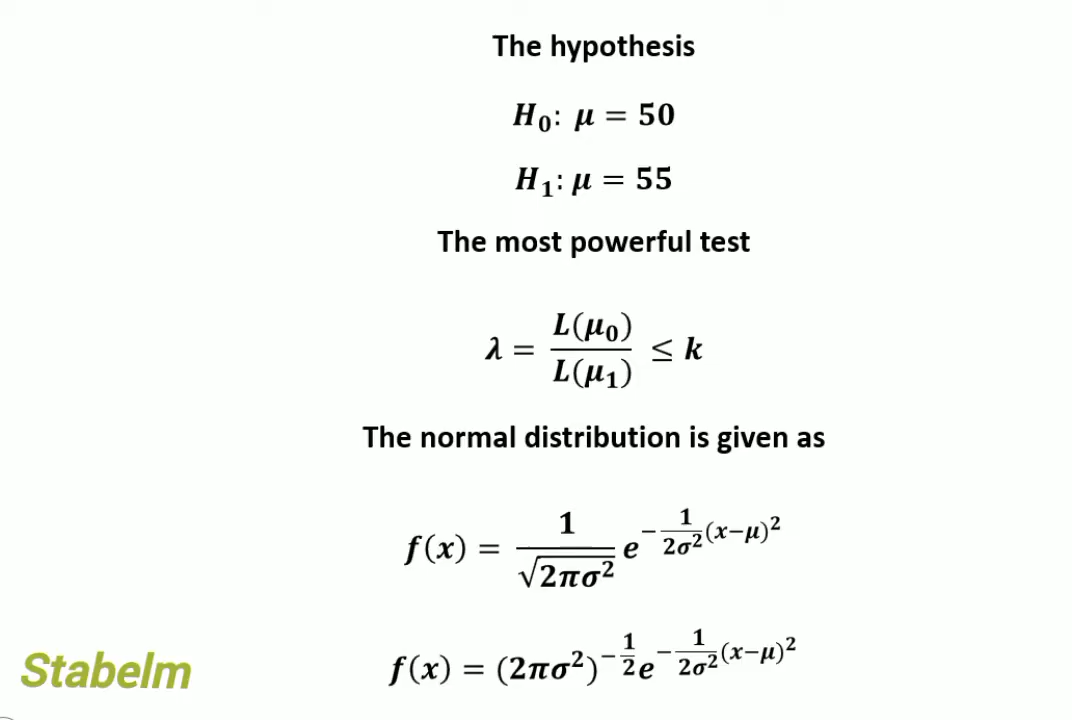 The hypothesis
H₀: μ = 50
H₁: μ = 55
The most powerful test
λ = L(μ₀) / L(μ₁) ≤ k
The normal distribution is given as
f(x) = 1 / √(2πσ²) e^(−(1/(2σ²))(x−μ)²)
f(x) = (2πσ²)^(−1/2) e^(−(1/(2σ²))(x−μ)²)
Stabelm